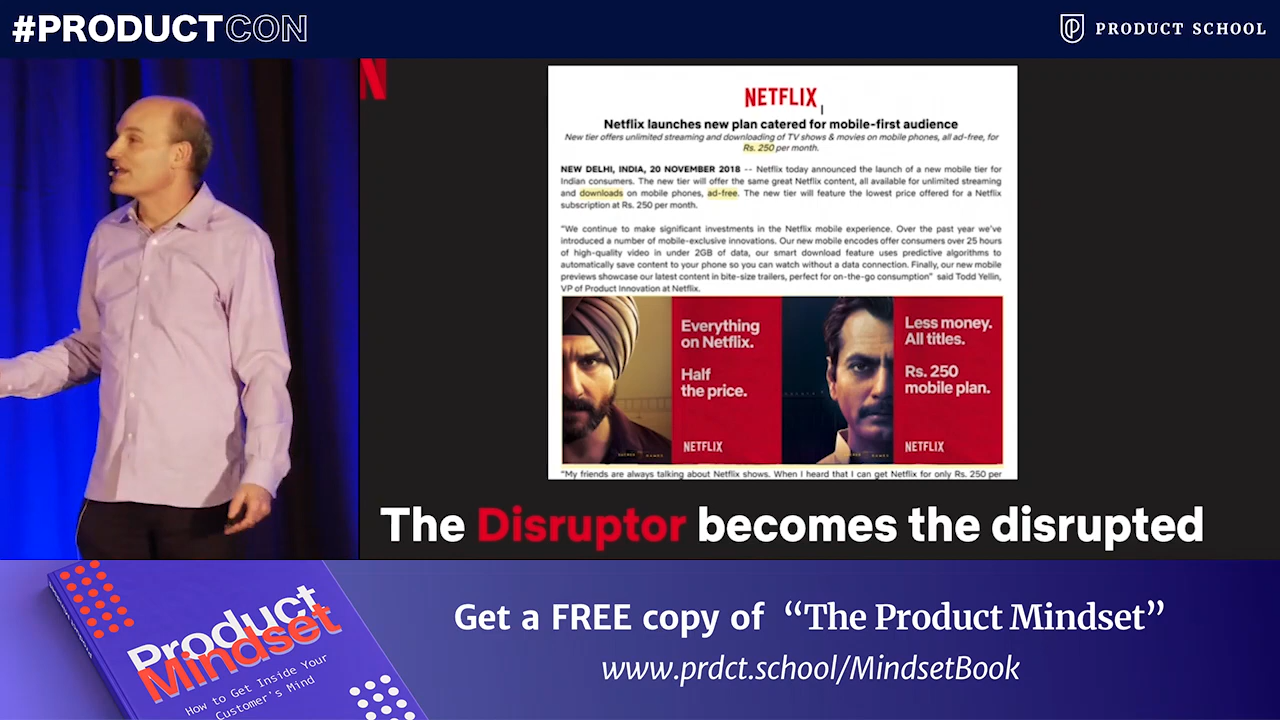 #PRODUCTCON
PRODUCT SCHOOL
N
NETFLIX
Netflix launches new plan catered for mobile-first audience
New tier offers unlimited streaming and downloading of TV shows & movies on mobile phones, all ad-free, for
Rs. 250 per month.
NEW DELHI, INDIA, 20 NOVEMBER 2018 -- Netflix today announced the launch of a new mobile tier for
Indian consumers. The new tier will offer the same great Netflix content, all available for unlimited streaming
and downloads on mobile phones, ad-free. The new tier will feature the lowest price offered for a Netflix
subscription at Rs. 250 per month.
"We continue to make significant investments in the Netflix mobile experience. Over the past year we've
introduced a number of mobile-exclusive innovations. Our new mobile encodes offer consumers over 25 hours
of high-quality video in under 2GB of data, our smart download feature uses predictive algorithms to
automatically save content to your phone so you can watch without a data connection. Finally, our new mobile
previews showcase our latest content in bite-size trailers, perfect for on-the-go consumption" said Todd Yellin,
VP of Product Innovation at Netflix.
Everything
on Netflix.
Half
the price.
NETFLIX
Less money.
All titles.
Rs. 250
mobile plan.
NETFLIX
"My friends are always talking about Netflix shows. When I heard that I can get Netflix for only Rs. 250 per
The Disruptor becomes the disrupted
Product
Mindset
How to Get Inside Your
Customer's Mind
Get a FREE copy of “The Product Mindset”
www.prdct.school/MindsetBook